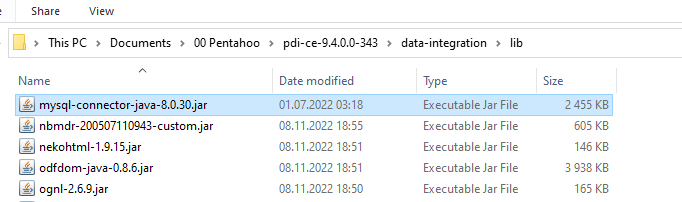 Share View
This PC > Documents > 00 Pentahoo > pdi-ce-9.4.0.0-343 > data-integration > lib
Name Date modified Type Size
mysql-connector-java-8.0.30.jar 01.07.2022 03:18 Executable Jar File 2 455 KB
nbmdr-200507110943-custom.jar 08.11.2022 18:55 Executable Jar File 605 KB
nekohtml-1.9.15.jar 08.11.2022 18:51 Executable Jar File 146 KB
odfdom-java-0.8.6.jar 08.11.2022 18:51 Executable Jar File 3 938 KB
ognl-2.6.9.jar 08.11.2022 18:50 Executable Jar File 165 KB